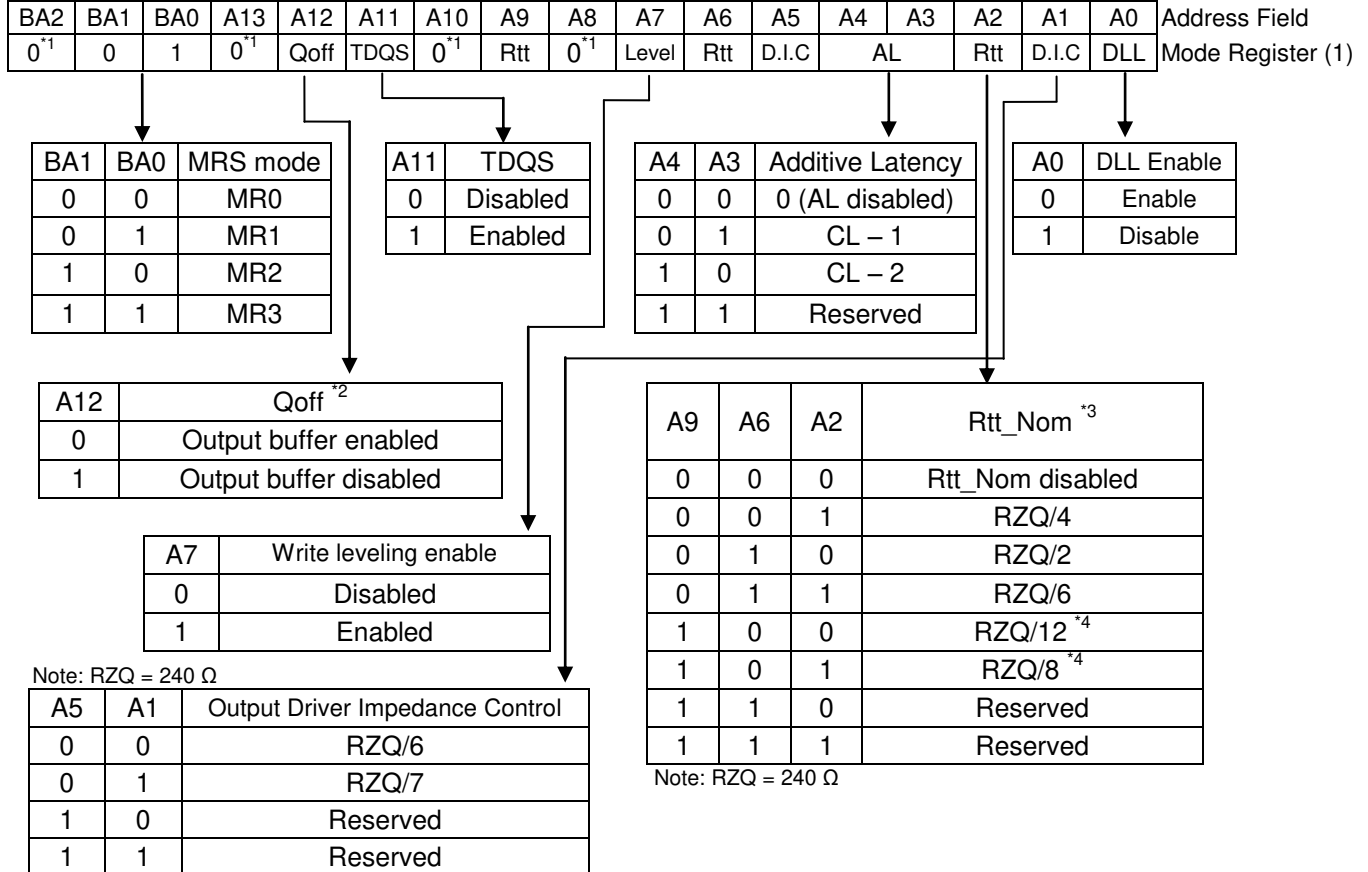 BA2 BA1 BA0 A13 A12 A11 A10 A9 A8 A7 A6 A5 A4 A3 A2 A1 A0 Address Field
0*1 0 1 0*1 Qoff TDQS 0*1 Rtt 0*1 Level Rtt D.I.C AL Rtt D.I.C DLL Mode Register (1)
BA1 BA0 MRS mode
0 0 MR0
0 1 MR1
1 0 MR2
1 1 MR3
A11 TDQS
0 Disabled
1 Enabled
A4 A3 Additive Latency
0 0 0 (AL disabled)
0 1 CL – 1
1 0 CL – 2
1 1 Reserved
A0 DLL Enable
0 Enable
1 Disable
A12 Qoff *2
0 Output buffer enabled
1 Output buffer disabled
A9 A6 A2 Rtt_Nom *3
0 0 0 Rtt_Nom disabled
0 0 1 RZQ/4
0 1 0 RZQ/2
0 1 1 RZQ/6
1 0 0 RZQ/12 *4
1 0 1 RZQ/8 *4
1 1 0 Reserved
1 1 1 Reserved
Note: RZQ = 240 Ω
A7 Write leveling enable
0 Disabled
1 Enabled
Note: RZQ = 240 Ω
A5 A1 Output Driver Impedance Control
0 0 RZQ/6
0 1 RZQ/7
1 0 Reserved
1 1 Reserved